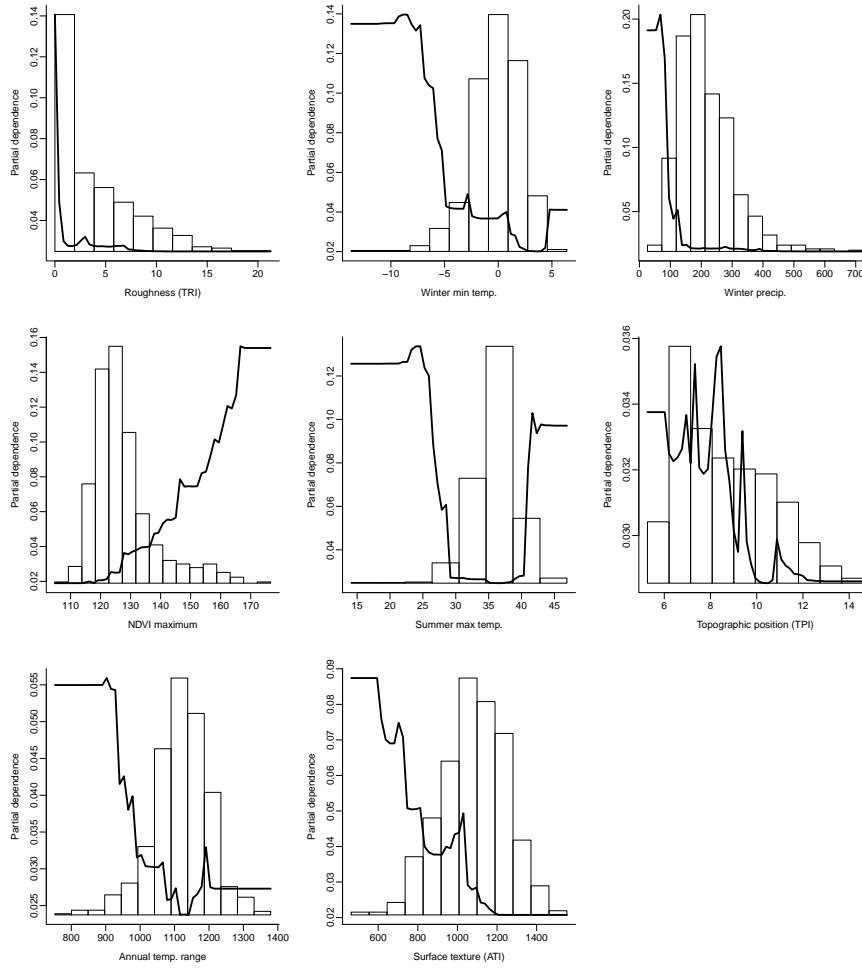 0.04 0.06 0.08 0.10 0.12 0.14
Partial dependence
0 5 10 15 20
Roughness (TRI)
0.02 0.04 0.06 0.08 0.10 0.12 0.14
Partial dependence
−10 −5 0 5
Winter min temp.
0.05 0.10 0.15 0.20
Partial dependence
0 100 200 300 400 500 600 700
Winter precip.
0.02 0.04 0.06 0.08 0.10 0.12 0.14 0.16
Partial dependence
110 120 130 140 150 160 170
NDVI maximum
0.04 0.06 0.08 0.10 0.12
Partial dependence
15 20 25 30 35 40 45
Summer max temp.
0.030 0.032 0.034 0.036
Partial dependence
6 8 10 12 14
Topographic position (TPI)
0.025 0.030 0.035 0.040 0.045 0.050 0.055
Partial dependence
800 900 1000 1100 1200 1300 1400
Annual temp. range
0.02 0.03 0.04 0.05 0.06 0.07 0.08 0.09
Partial dependence
600 800 1000 1200 1400
Surface texture (ATI)